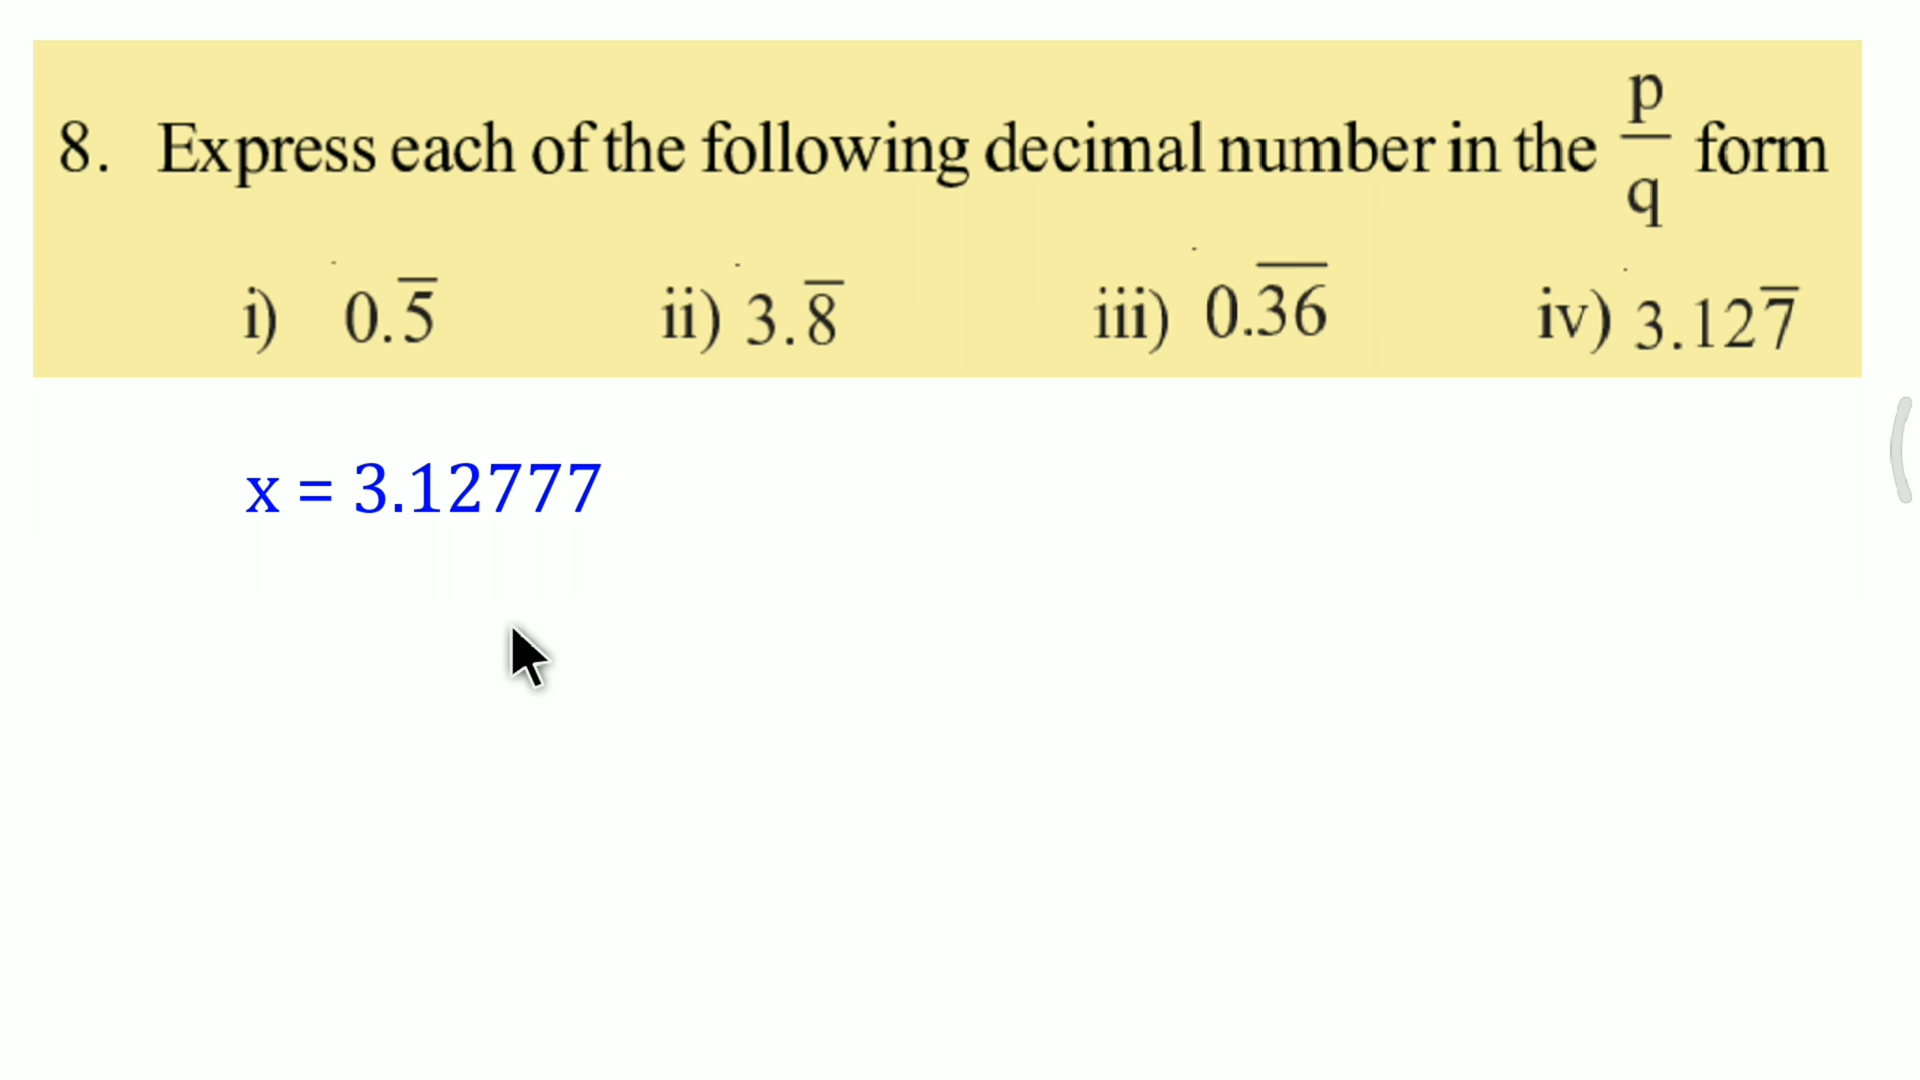 8. Express each of the following decimal number in the p/q form
i) 0.5̅ ii) 3.8̅ iii) 0.3̅6̅ iv) 3.127̅
x = 3.12777